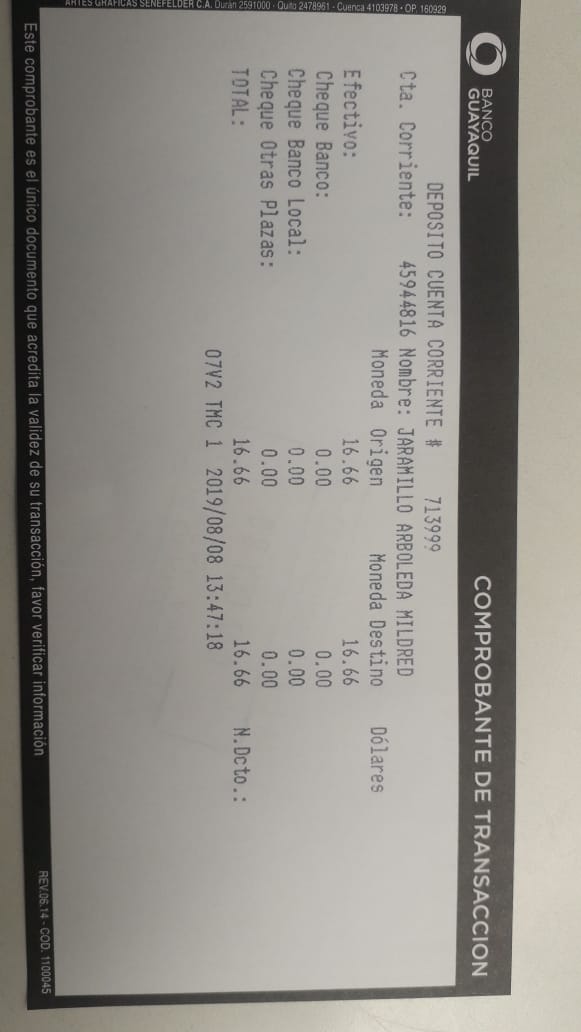 BANCO
GUAYAQUIL
COMPROBANTE DE TRANSACCION
DEPOSITO CUENTA CORRIENTE # 713999
Cta. Corriente: 45944816 Nombre: JARAMILLO ARBOLEDA MILDRED
Moneda Origen Moneda Destino Dólares
Efectivo: 16.66 16.66
Cheque Banco: 0.00 0.00
Cheque Banco Local: 0.00 0.00
Cheque Otras Plazas: 0.00 0.00
TOTAL: 16.66 16.66 N.Dcto.:
07V2 TMC 1 2019/08/08 13:47:18
Este comprobante es el único documento que acredita la validez de su transacción, favor verificar información
REV.06.14 - COD. 1100045
ARTES GRAFICAS SENEFELDER C.A. Durán 2591000 - Quito 2478961 - Cuenca 4103978 - OP. 160929